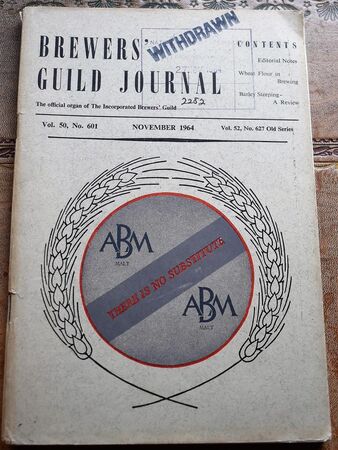 BREWERS'
GUILD JOURNAL
WITHDRAWN
2252
The official organ of The Incorporated Brewers' Guild
CONTENTS
Editorial Notes
Wheat Flour in
Brewing
Barley Steeping—
A Review
Vol. 50, No. 601
NOVEMBER 1964
Vol. 52, No. 627 Old Series
ABM
MALT
THERE IS NO SUBSTITUTE
ABM
MALT